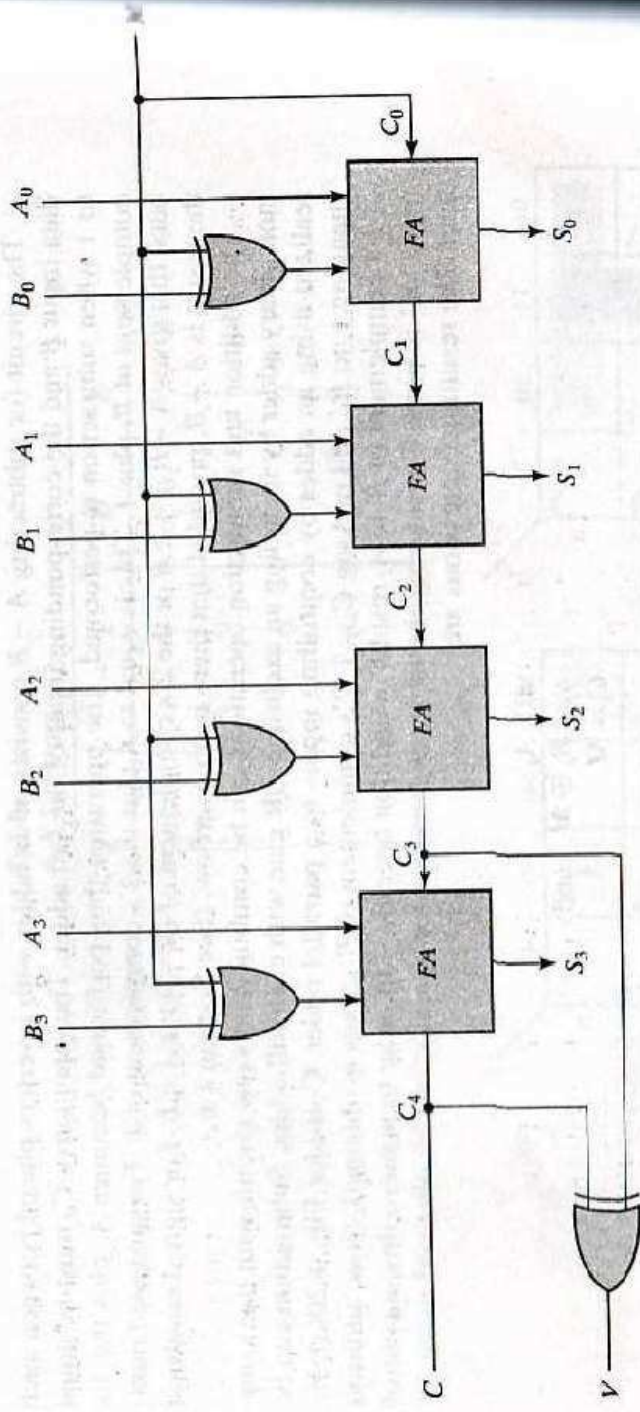 B₃ A₃ B₂ A₂ B₁ A₁ B₀ A₀
C₄ C₃ C₂ C₁ C₀
FA FA FA FA
C
S₃ S₂ S₁ S₀
V